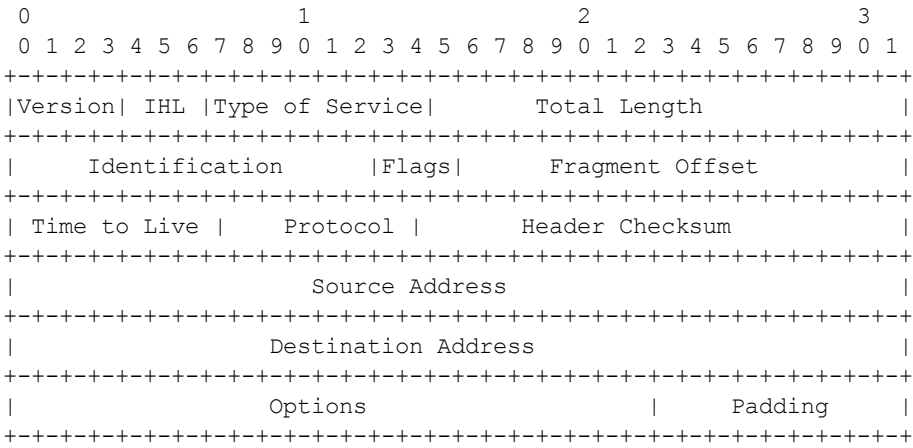 0 1 2 3
0 1 2 3 4 5 6 7 8 9 0 1 2 3 4 5 6 7 8 9 0 1 2 3 4 5 6 7 8 9 0 1
+-+-+-+-+-+-+-+-+-+-+-+-+-+-+-+-+-+-+-+-+-+-+-+-+-+-+-+-+-+-+-+-+
|Version| IHL |Type of Service| Total Length |
+-+-+-+-+-+-+-+-+-+-+-+-+-+-+-+-+-+-+-+-+-+-+-+-+-+-+-+-+-+-+-+-+
| Identification |Flags| Fragment Offset |
+-+-+-+-+-+-+-+-+-+-+-+-+-+-+-+-+-+-+-+-+-+-+-+-+-+-+-+-+-+-+-+-+
| Time to Live | Protocol | Header Checksum |
+-+-+-+-+-+-+-+-+-+-+-+-+-+-+-+-+-+-+-+-+-+-+-+-+-+-+-+-+-+-+-+-+
| Source Address |
+-+-+-+-+-+-+-+-+-+-+-+-+-+-+-+-+-+-+-+-+-+-+-+-+-+-+-+-+-+-+-+-+
| Destination Address |
+-+-+-+-+-+-+-+-+-+-+-+-+-+-+-+-+-+-+-+-+-+-+-+-+-+-+-+-+-+-+-+-+
| Options | Padding |
+-+-+-+-+-+-+-+-+-+-+-+-+-+-+-+-+-+-+-+-+-+-+-+-+-+-+-+-+-+-+-+-+